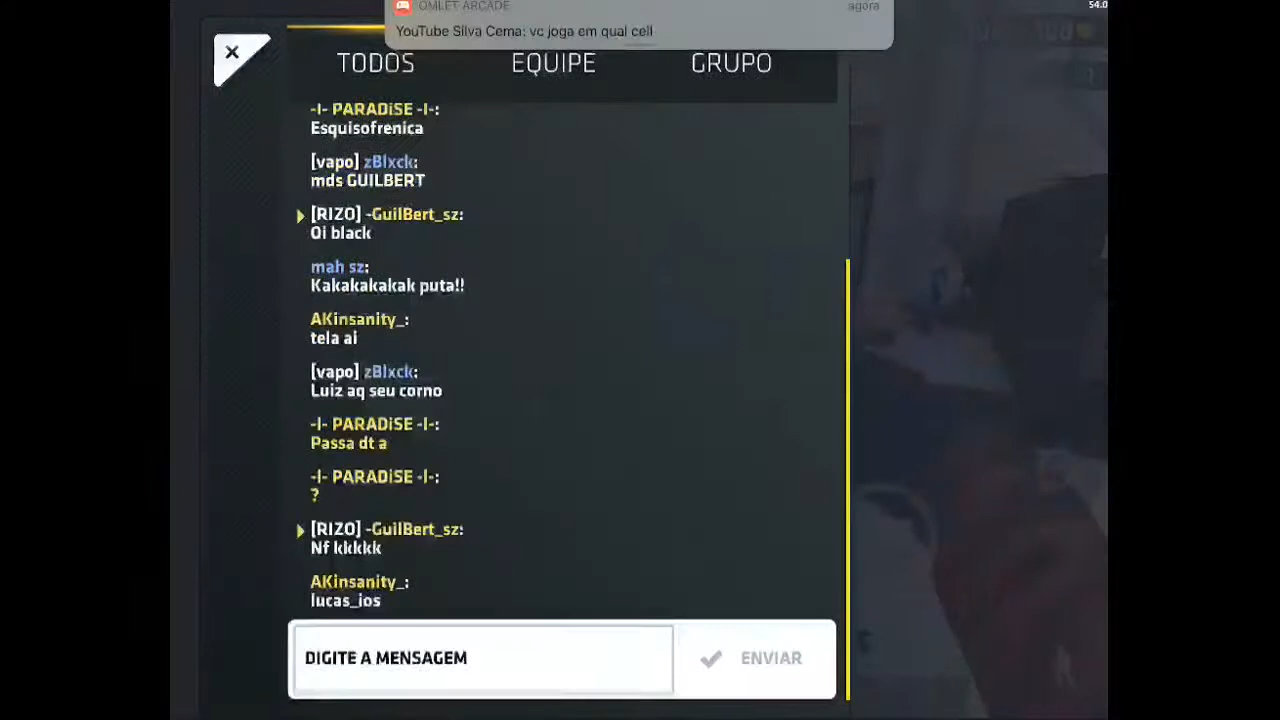 OMLET ARCADE
agora
54.0
YouTube Silva Cema: vc joga em qual cell
TODOS
EQUIPE
GRUPO
-I- PARADiSE -I-:
Esquisofrenica
[vapo] zBlxck:
mds GUILBERT
[RIZO] -GuilBert_sz:
Oi black
mah sz:
Kakakakakak puta!!
AKinsanity_:
tela ai
[vapo] zBlxck:
Luiz aq seu corno
-I- PARADiSE -I-:
Passa dt a
-I- PARADiSE -I-:
?
[RIZO] -GuilBert_sz:
Nf kkkkk
AKinsanity_:
lucas_ios
DIGITE A MENSAGEM
ENVIAR